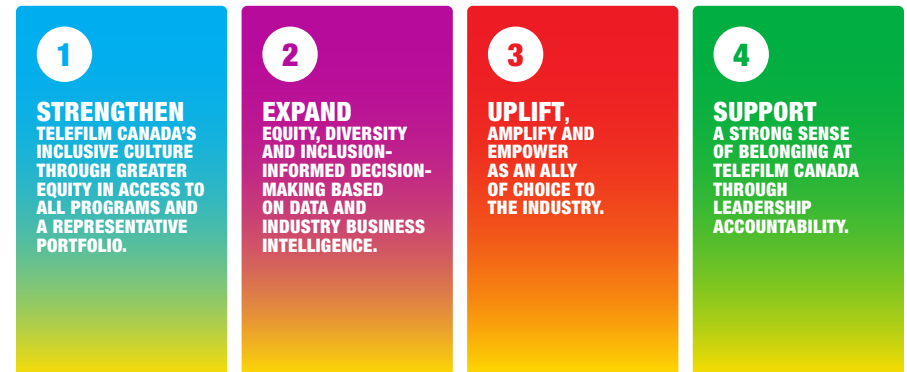 1
STRENGTHEN
TELEFILM CANADA'S
INCLUSIVE CULTURE
THROUGH GREATER
EQUITY IN ACCESS TO
ALL PROGRAMS AND
A REPRESENTATIVE
PORTFOLIO.
2
EXPAND
EQUITY, DIVERSITY
AND INCLUSION-
INFORMED DECISION-
MAKING BASED
ON DATA AND
INDUSTRY BUSINESS
INTELLIGENCE.
3
UPLIFT,
AMPLIFY AND
EMPOWER
AS AN ALLY
OF CHOICE TO
THE INDUSTRY.
4
SUPPORT
A STRONG SENSE
OF BELONGING AT
TELEFILM CANADA
THROUGH
LEADERSHIP
ACCOUNTABILITY.